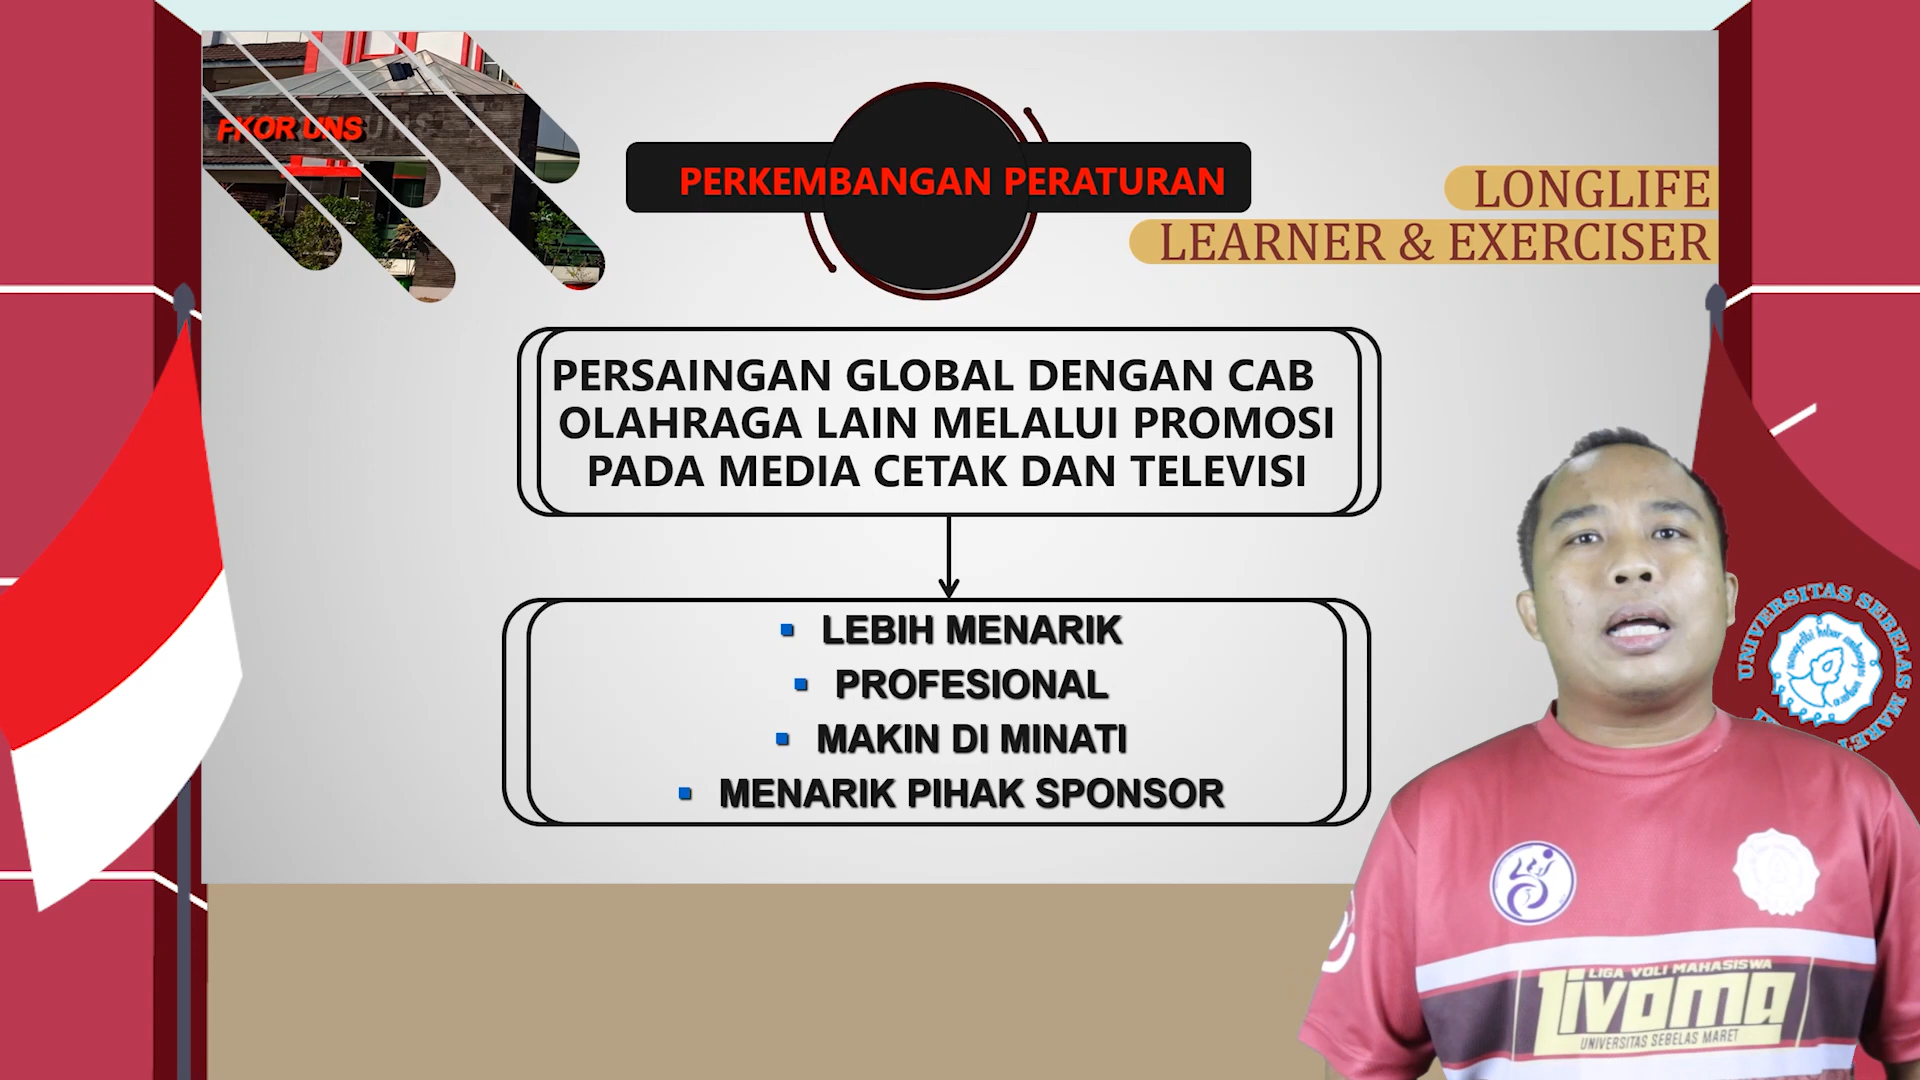 FKOR UNS
PERKEMBANGAN PERATURAN
LONGLIFE
LEARNER & EXERCISER
PERSAINGAN GLOBAL DENGAN CAB
OLAHRAGA LAIN MELALUI PROMOSI
PADA MEDIA CETAK DAN TELEVISI
LEBIH MENARIK
PROFESIONAL
MAKIN DI MINATI
MENARIK PIHAK SPONSOR
UNIVERSITAS SEBELAS MARET
LIGA VOLI MAHASISWA
Livoma
UNIVERSITAS SEBELAS MARET